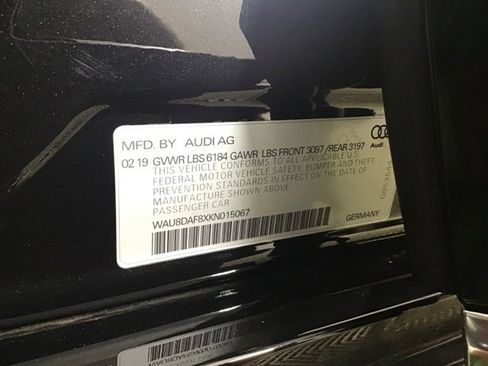 MFD. BY AUDI AG
02 19 GVWR LBS 6184 GAWR LBS FRONT 3097 /REAR 3197
THIS VEHICLE CONFORMS TO ALL APPLICABLE U.S.
FEDERAL MOTOR VEHICLE SAFETY, BUMPER AND THEFT
PREVENTION STANDARDS IN EFFECT ON THE DATE OF
MANUFACTURE SHOWN ABOVE
PASSENGER CAR
WAU8DAF8XKN015067
GERMANY
Audi